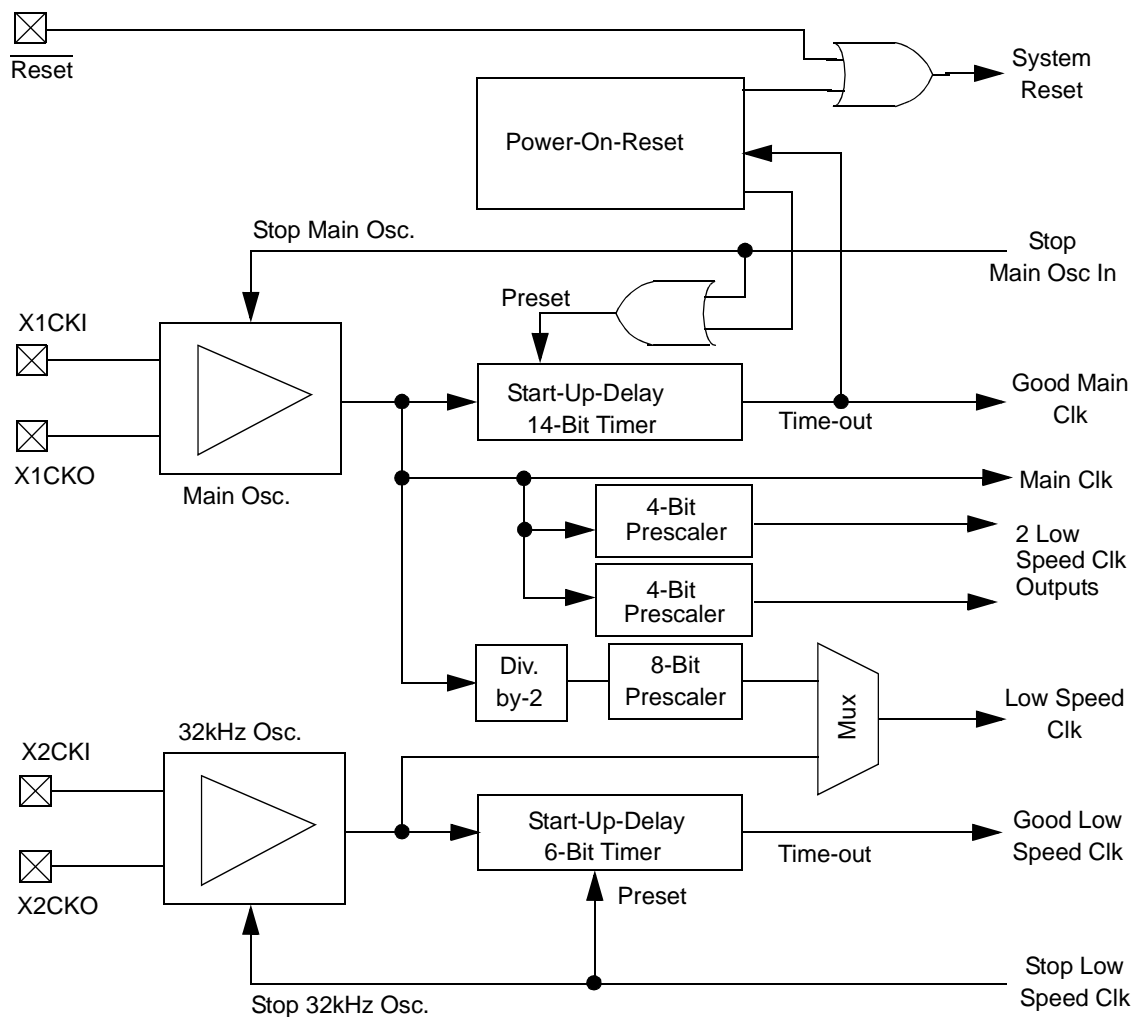 Reset
System
Reset
Power-On-Reset
Stop Main Osc.
Stop
Main Osc In
Preset
X1CKI
Start-Up-Delay
14-Bit Timer
Good Main
Clk
Time-out
X1CKO
Main Osc.
Main Clk
4-Bit
Prescaler
2 Low
Speed Clk
Outputs
4-Bit
Prescaler
Div.
by-2
8-Bit
Prescaler
Mux
Low Speed
Clk
32kHz Osc.
X2CKI
Start-Up-Delay
6-Bit Timer
Good Low
Speed Clk
Time-out
X2CKO
Preset
Stop 32kHz Osc.
Stop Low
Speed Clk